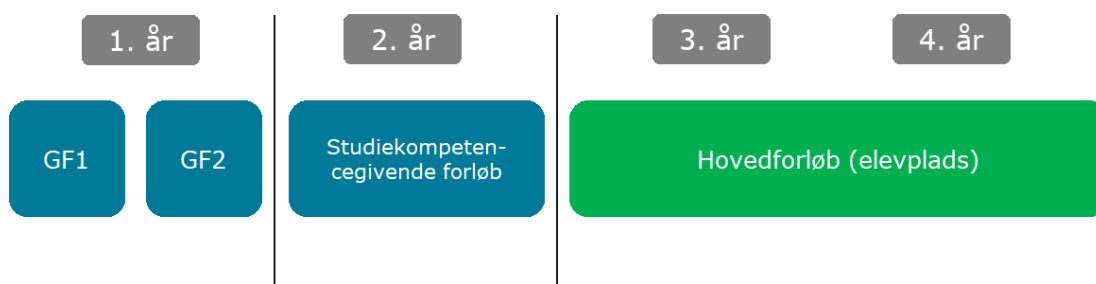 1. år
2. år
3. år
4. år
GF1
GF2
Studiekompeten-
cegivende forløb
Hovedforløb (elevplads)